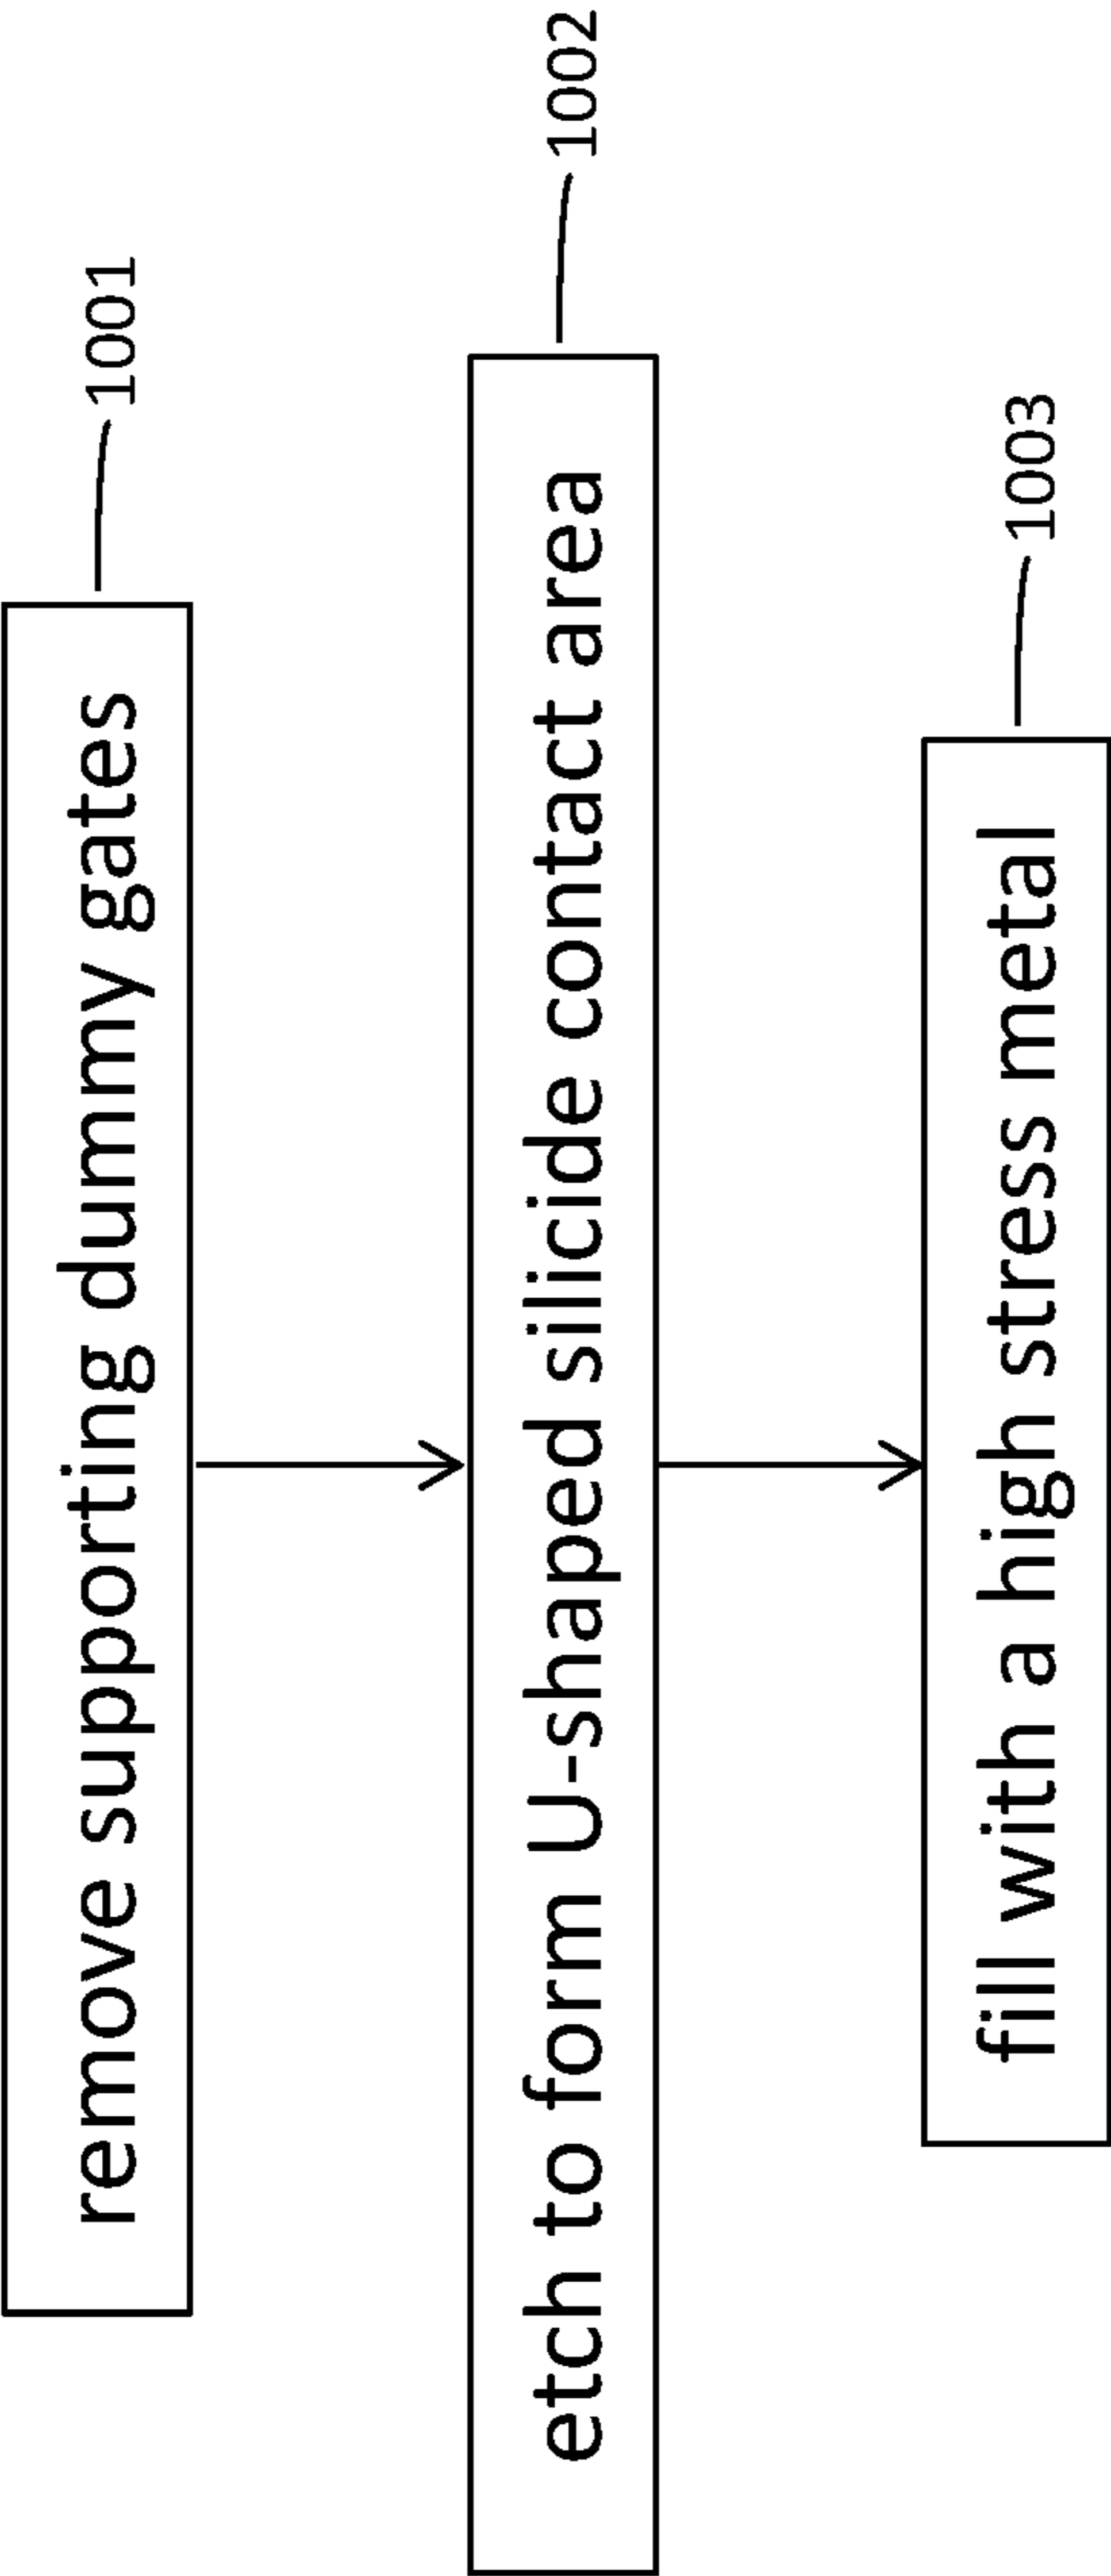 remove supporting dummy gates
1001
etch to form U-shaped silicide contact area
1002
fill with a high stress metal
1003